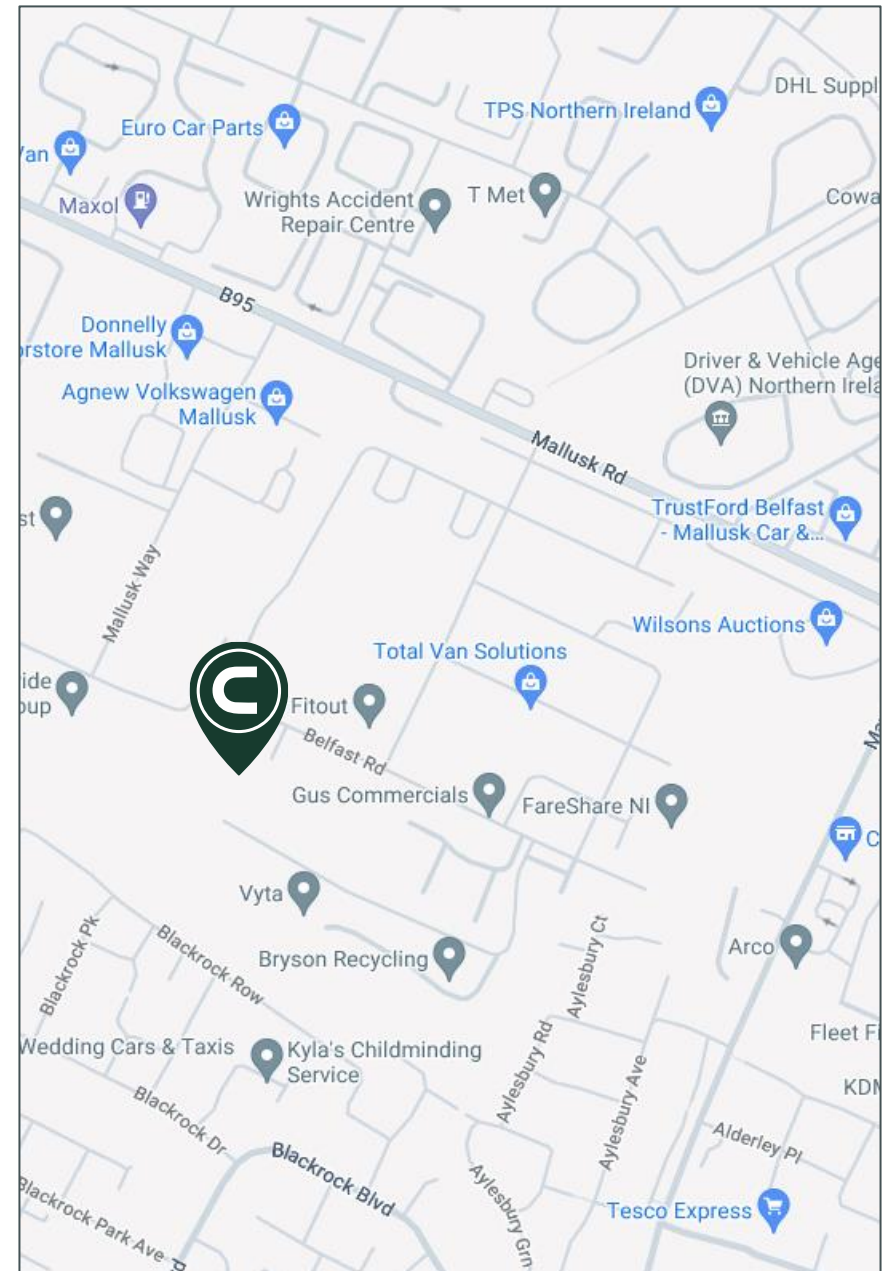 DHL Suppl
TPS Northern Ireland
Euro Car Parts
Van
Maxol
Wrights Accident
Repair Centre
T Met
Cowa
B95
Donnelly
orstore Mallusk
Driver & Vehicle Age
(DVA) Northern Irela
Agnew Volkswagen
Mallusk
Mallusk Rd
TrustFord Belfast
- Mallusk Car &...
st
Mallusk Way
Wilsons Auctions
Total Van Solutions
ide
oup
C
Fitout
Belfast Rd
Ma
Gus Commercials
FareShare NI
C
Vyta
Blackrock Pk
Blackrock Row
Bryson Recycling
Aylesbury Ct
Arco
Fleet Fi
Wedding Cars & Taxis
Kyla's Childminding
Service
Aylesbury Rd
Aylesbury Ave
KDM
Blackrock Dr
Alderley Pl
Blackrock Blvd
Aylesbury Grn
Tesco Express
Blackrock Park Ave